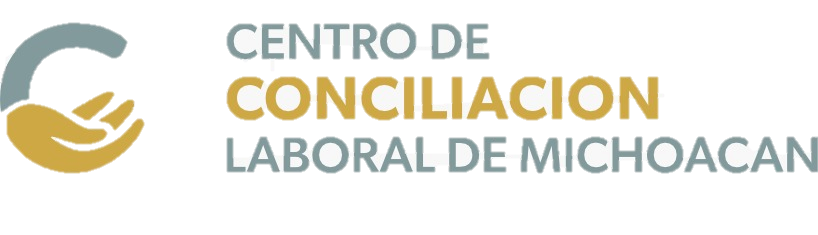 CENTRO DE
CONCILIACION
LABORAL DE MICHOACAN